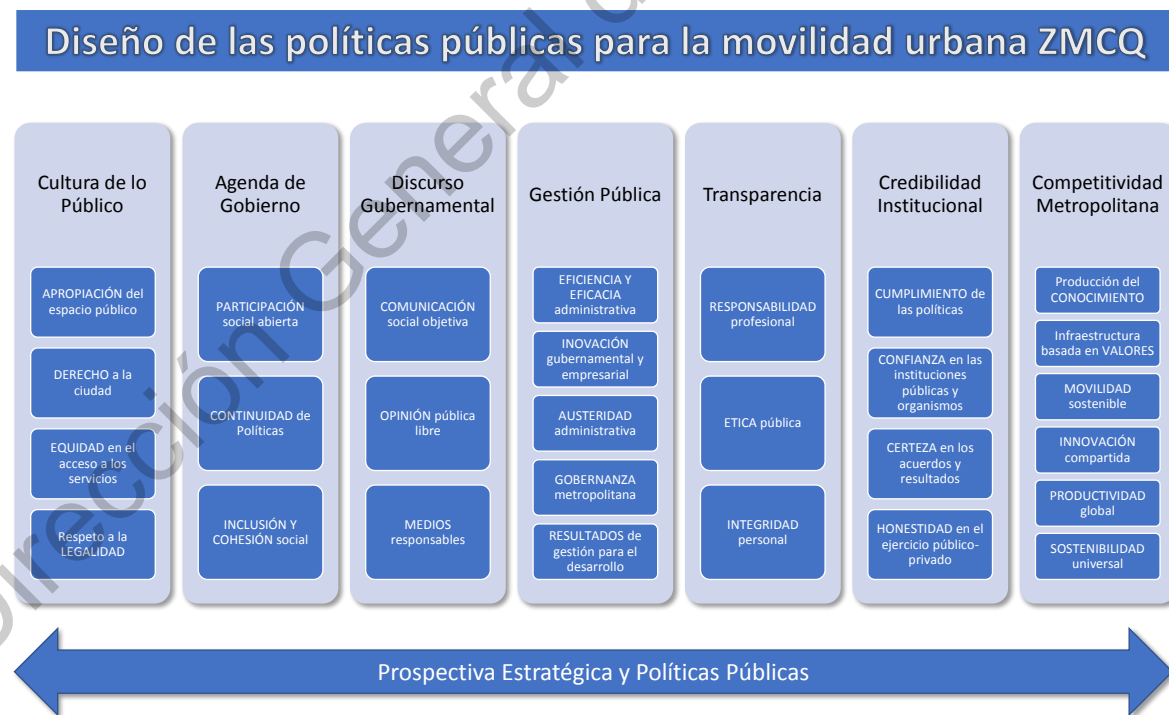 Diseño de las políticas públicas para la movilidad urbana ZMCQ
Cultura de lo
Público
APROPIACIÓN del
espacio público
DERECHO a la
ciudad
EQUIDAD en el
acceso a los
servicios
Respeto a la
LEGALIDAD
Agenda de
Gobierno
PARTICIPACIÓN
social abierta
CONTINUIDAD de
Políticas
INCLUSIÓN Y
COHESIÓN social
Discurso
Gubernamental
COMUNICACIÓN
social objetiva
OPINIÓN pública
libre
MEDIOS
responsables
Gestión Pública
EFICIENCIA Y
EFICACIA
administrativa
INOVACIÓN
gubernamental y
empresarial
AUSTERIDAD
administrativa
GOBERNANZA
metropolitana
RESULTADOS de
gestión para el
desarrollo
Transparencia
RESPONSABILIDAD
profesional
ETICA pública
INTEGRIDAD
personal
Credibilidad
Institucional
CUMPLIMIENTO de
las políticas
CONFIANZA en las
instituciones
públicas y
organismos
CERTEZA en los
acuerdos y
resultados
HONESTIDAD en el
ejercicio público-
privado
Competitividad
Metropolitana
Producción del
CONOCIMIENTO
Infraestructura
basada en VALORES
MOVILIDAD
sostenible
INNOVACIÓN
compartida
PRODUCTIVIDAD
global
SOSTENIBILIDAD
universal
Prospectiva Estratégica y Políticas Públicas
Dirección General